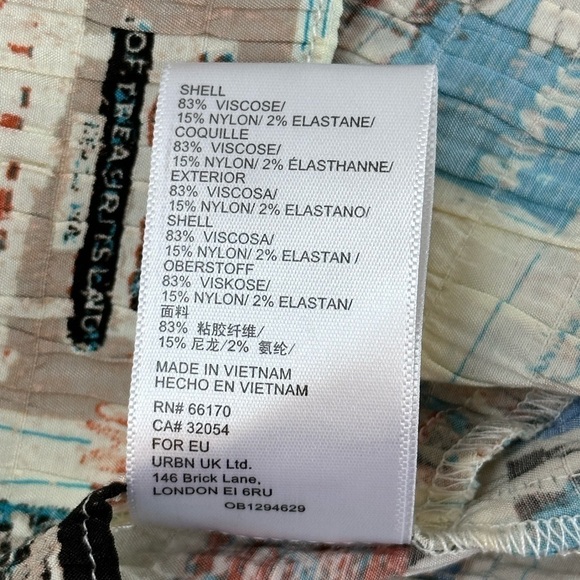 OF TREASURE ISLAND
SHELL
83% VISCOSE/
15% NYLON/ 2% ELASTANE/
COQUILLE
83% VISCOSE/
15% NYLON/ 2% ÉLASTHANNE/
EXTERIOR
83% VISCOSA/
15% NYLON/ 2% ELASTANO/
SHELL
83% VISCOSA/
15% NYLON/ 2% ELASTAN /
OBERSTOFF
83% VISKOSE/
15% NYLON/ 2% ELASTAN/
面料
83% 粘胶纤维/
15% 尼龙/2% 氨纶/
MADE IN VIETNAM
HECHO EN VIETNAM
RN# 66170
CA# 32054
FOR EU
URBN UK Ltd.
146 Brick Lane,
LONDON EI 6RU
OB1294629